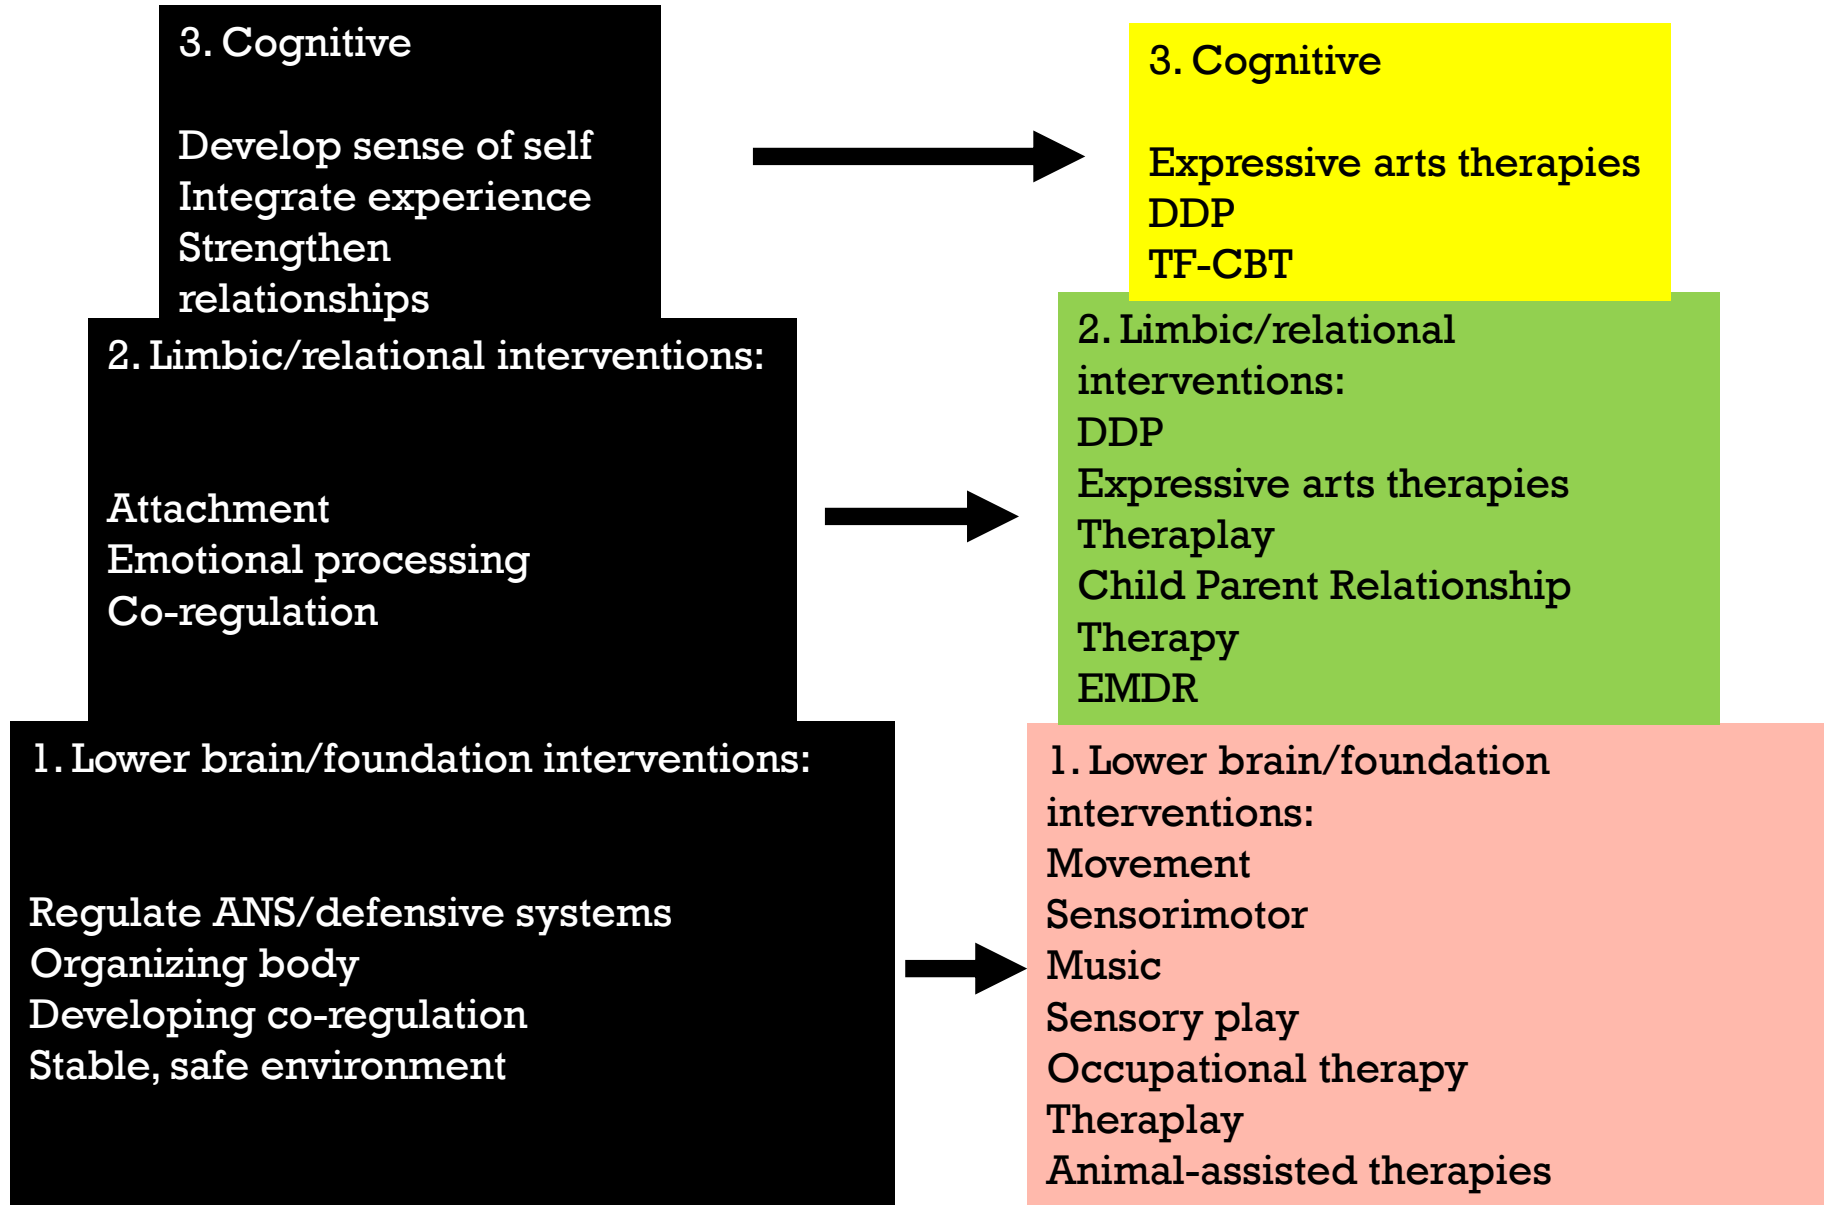 3. Cognitive
Develop sense of self
Integrate experience
Strengthen
relationships
2. Limbic/relational interventions:
Attachment
Emotional processing
Co-regulation
1. Lower brain/foundation interventions:
Regulate ANS/defensive systems
Organizing body
Developing co-regulation
Stable, safe environment
3. Cognitive
Expressive arts therapies
DDP
TF-CBT
2. Limbic/relational
interventions:
DDP
Expressive arts therapies
Theraplay
Child Parent Relationship
Therapy
EMDR
1. Lower brain/foundation
interventions:
Movement
Sensorimotor
Music
Sensory play
Occupational therapy
Theraplay
Animal-assisted therapies